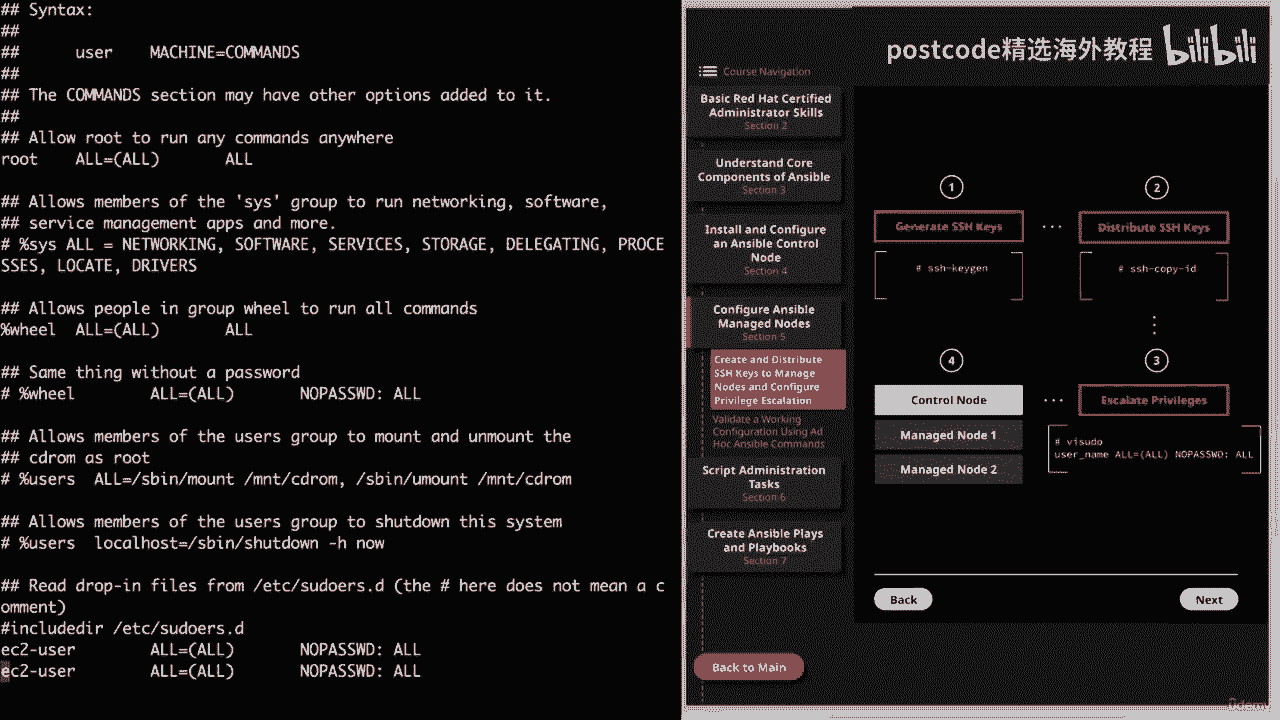 ## Syntax:
##
##      user    MACHINE=COMMANDS
##
## The COMMANDS section may have other options added to it.
##
## Allow root to run any commands anywhere
root    ALL=(ALL)       ALL
## Allows members of the 'sys' group to run networking, software,
## service management apps and more.
# %sys ALL = NETWORKING, SOFTWARE, SERVICES, STORAGE, DELEGATING, PROCE
SSES, LOCATE, DRIVERS
## Allows people in group wheel to run all commands
%wheel  ALL=(ALL)       ALL
## Same thing without a password
# %wheel        ALL=(ALL)       NOPASSWD: ALL
## Allows members of the users group to mount and unmount the
## cdrom as root
# %users  ALL=/sbin/mount /mnt/cdrom, /sbin/umount /mnt/cdrom
## Allows members of the users group to shutdown this system
# %users  localhost=/sbin/shutdown -h now
## Read drop-in files from /etc/sudoers.d (the # here does not mean a c
omment)
#includedir /etc/sudoers.d
ec2-user        ALL=(ALL)       NOPASSWD: ALL
ec2-user        ALL=(ALL)       NOPASSWD: ALL
postcode精选海外教程 bilibili
Course Navigation
Basic Red Hat Certified
Administrator Skills
Section 2
Understand Core
Components of Ansible
Section 3
Install and Configure
an Ansible Control
Node
Section 4
Configure Ansible
Managed Nodes
Section 5
Create and Distribute
SSH Keys to Manage
Nodes and Configure
Privilege Escalation
Validate a Working
Configuration Using Ad
Hoc Ansible Commands
Section 6
Script Administration
Tasks
Create Ansible Plays
and Playbooks
Section 7
Back to Main
1
Generate SSH Keys
# ssh-keygen
...
2
Distribute SSH Keys
# ssh-copy-id
4
Control Node
Managed Node 1
Managed Node 2
...
3
Escalate Privileges
# visudo
user_name ALL=(ALL) NOPASSWD: ALL
Back
Next
ûdemy